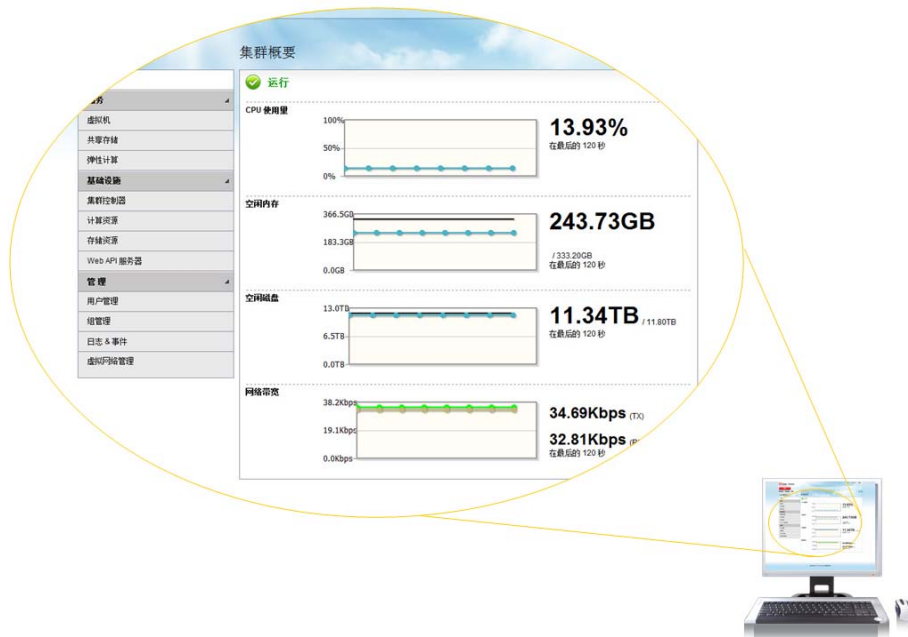 集群概要
运行
虚拟机
共享存储
弹性计算
基础设施
集群控制器
计算资源
存储资源
Web API 服务器
管理
用户管理
组管理
日志 & 事件
虚拟网络管理
CPU 使用量
100%
50%
0%
13.93%
在最后的 120 秒
空闲内存
366.5GB
183.3GB
0.0GB
243.73GB
/ 333.20GB
在最后的 120 秒
空闲磁盘
13.0TB
6.5TB
0.0TB
11.34TB / 11.80TB
在最后的 120 秒
网络带宽
38.2Kbps
19.1Kbps
0.0Kbps
34.69Kbps (TX)
32.81Kbps
在最后的 120 秒